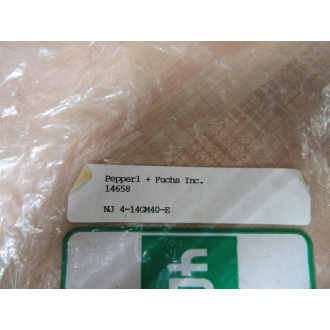 Pepperl + Fuchs Inc.
14658
NJ 4-14GM40-E